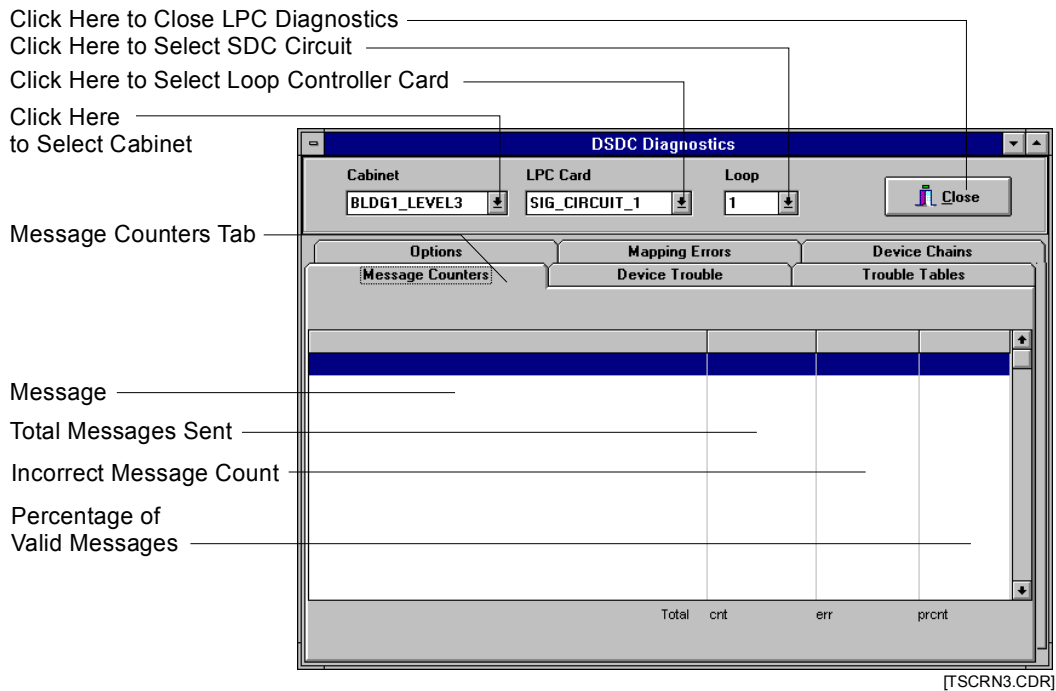 Click Here to Close LPC Diagnostics
Click Here to Select SDC Circuit
Click Here to Select Loop Controller Card
Click Here
to Select Cabinet
DSDC Diagnostics
Cabinet
LPC Card
Loop
BLDG1_LEVEL3
SIG_CIRCUIT_1
1
Close
Message Counters Tab
Options
Mapping Errors
Device Chains
Message Counters
Device Trouble
Trouble Tables
Message
Total Messages Sent
Incorrect Message Count
Percentage of
Valid Messages
Total cnt err prcnt
[TSCRN3.CDR]